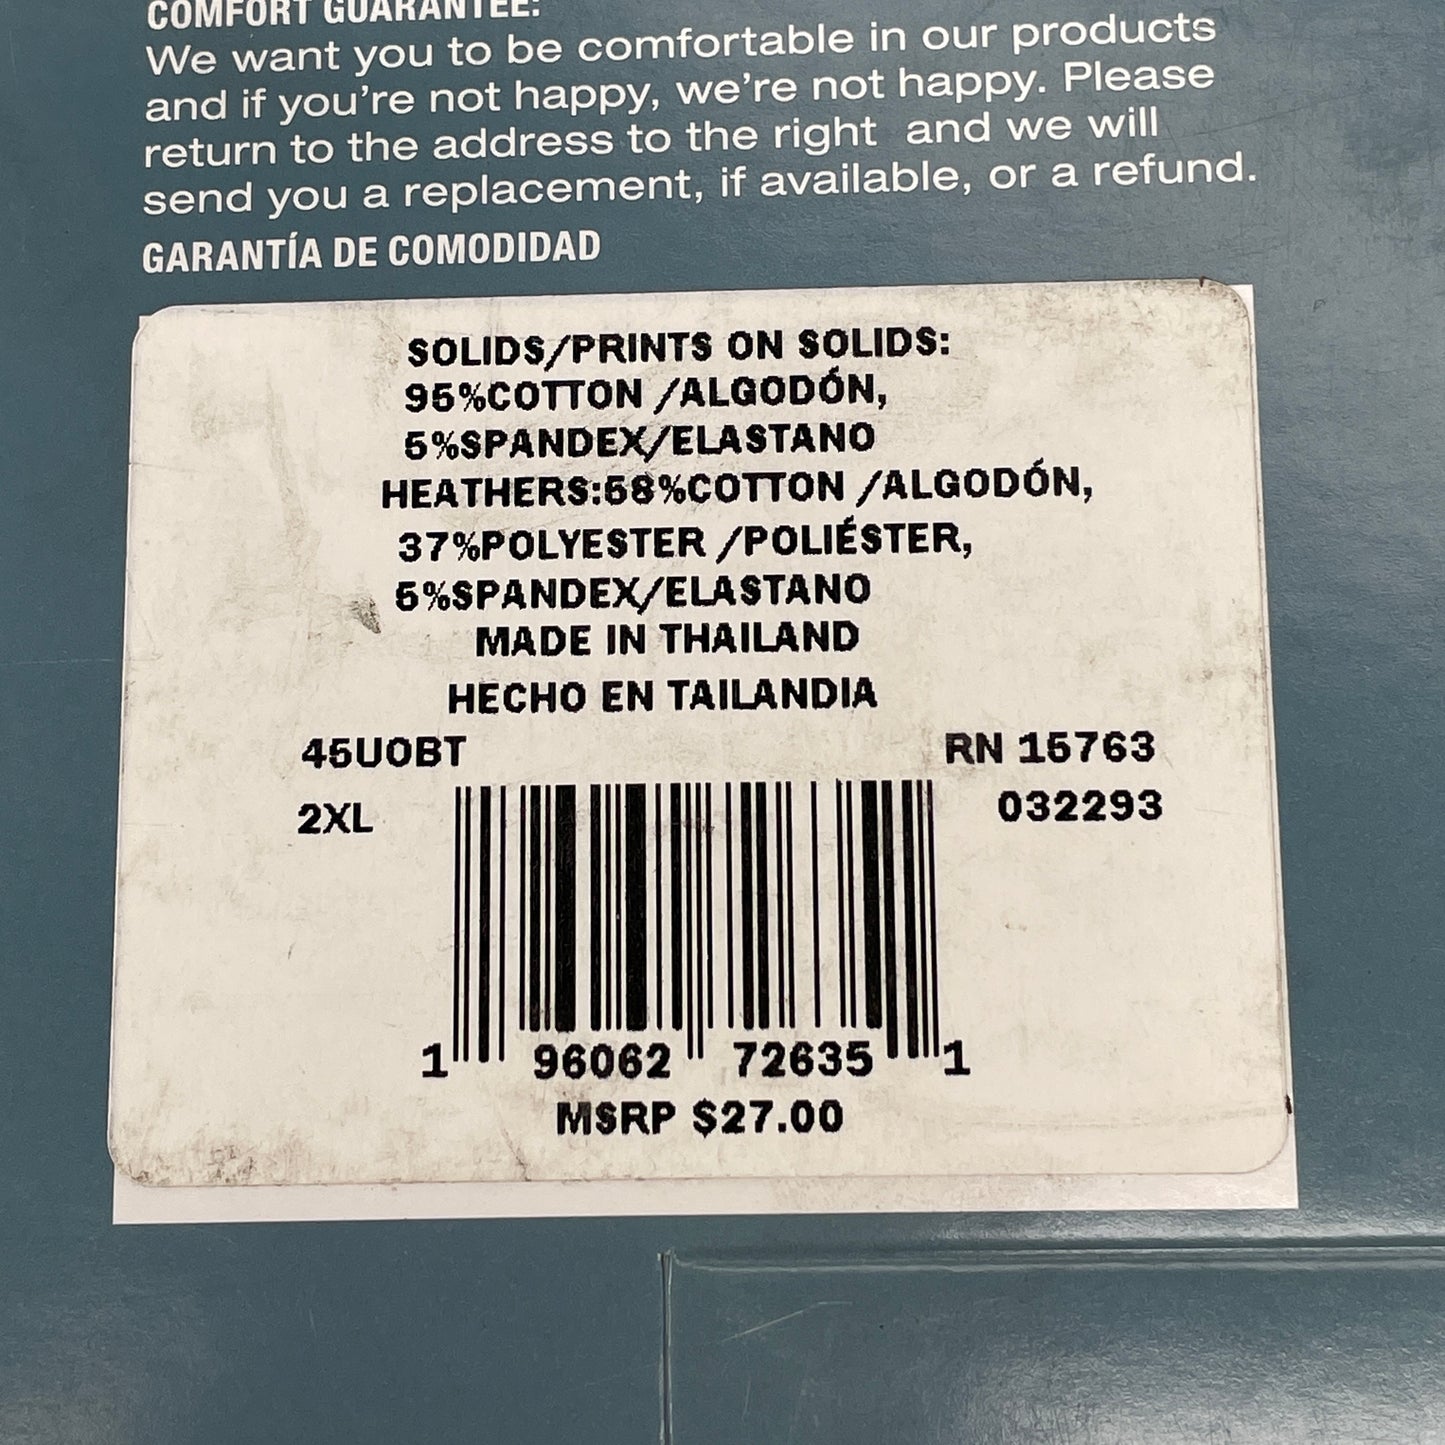 COMFORT GUARANTEE:
We want you to be comfortable in our products
and if you're not happy, we're not happy. Please
return to the address to the right and we will
send you a replacement, if available, or a refund.
GARANTÍA DE COMODIDAD
SOLIDS/PRINTS ON SOLIDS:
95%COTTON /ALGODÓN,
5%SPANDEX/ELASTANO
HEATHERS:58%COTTON /ALGODÓN,
37%POLYESTER /POLIÉSTER,
5%SPANDEX/ELASTANO
MADE IN THAILAND
HECHO EN TAILANDIA
45UOBT RN 15763
2XL 032293
1 96062 72635 1
MSRP $27.00